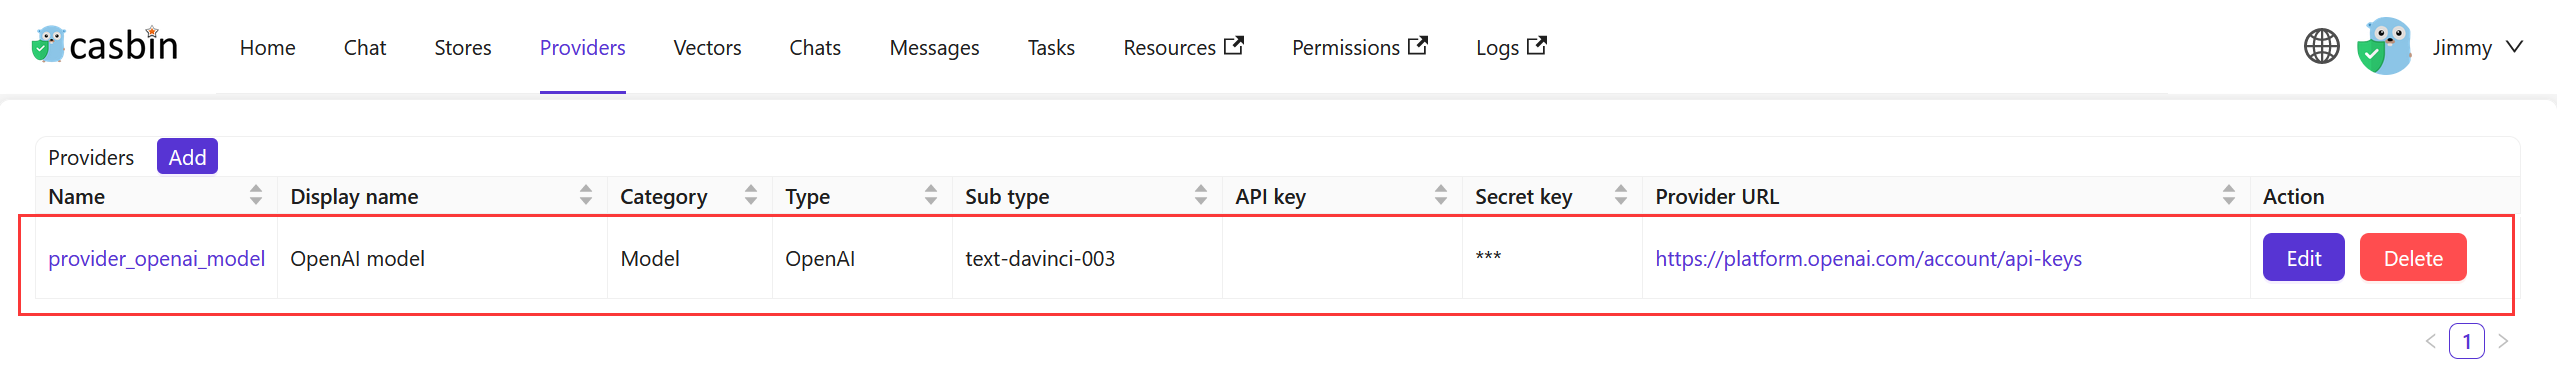 casbin Home Chat Stores Providers Vectors Chats Messages Tasks Resources Permissions Logs Jimmy
Providers Add
Name Display name Category Type Sub type API key Secret key Provider URL Action
provider_openai_model OpenAI model Model OpenAI text-davinci-003 *** https://platform.openai.com/account/api-keys Edit Delete
< 1 >